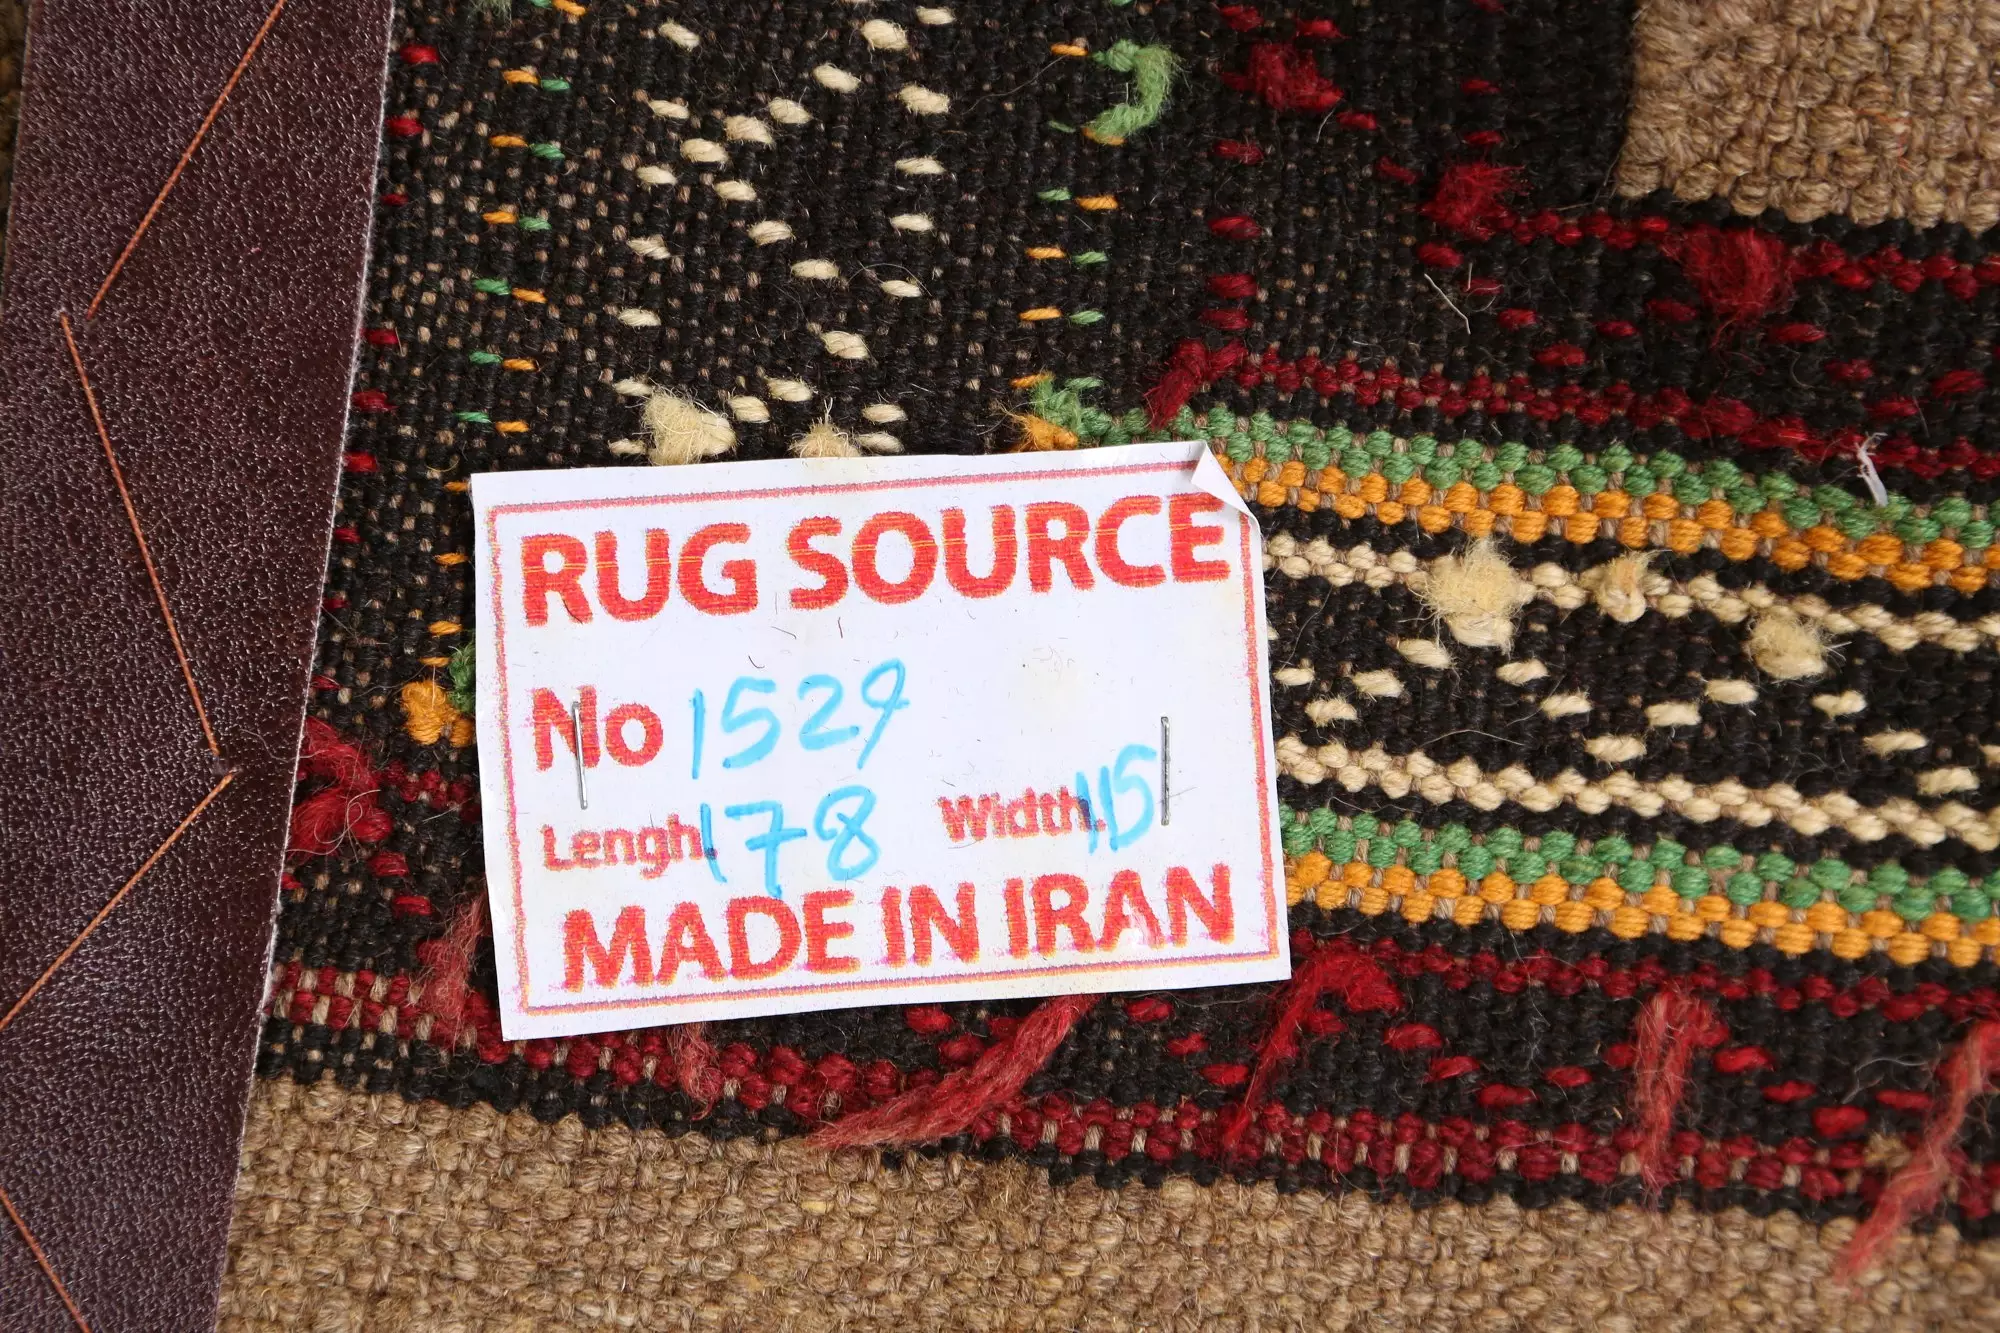 RUG SOURCE
No 1529
Lengh. 178 Width. 115
MADE IN IRAN